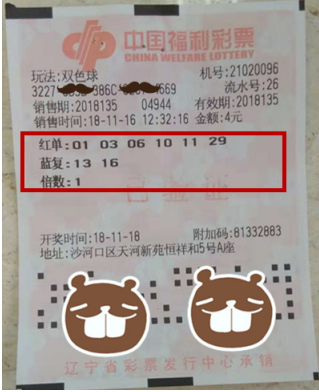 中国福利彩票
CHINA WELFARE LOTTERY
玩法:双色球 机号:21020096
流水号:26
销售期:2018135 04944 有效期:2018135
销售时间:18-11-16 12:32:16 金额:4元
红单:01 03 06 10 11 29
蓝复:13 16
倍数:1
已验证
开奖时间:18-11-18 附加码:81332883
地址:沙河口区天河新苑恒祥和5号A座
辽宁省彩票发行中心承销